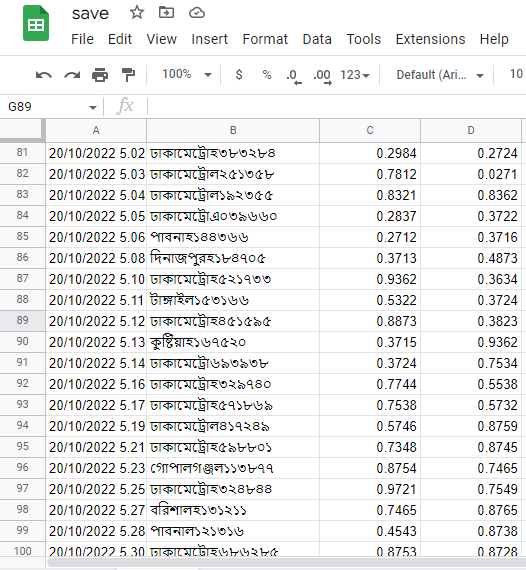 save
File Edit View Insert Format Data Tools Extensions Help
100% $ % .0 .00 123 Default (Ari... 10
G89 fx
A B C D
81 20/10/2022 5.02 ঢাকামেট্রোহ৩৮৩২৮৪ 0.2984 0.2724
82 20/10/2022 5.03 ঢাকামেট্রোল২৫১৩৫৮ 0.7812 0.0271
83 20/10/2022 5.04 ঢাকামেট্রোল১৯২৩৫৫ 0.8321 0.8362
84 20/10/2022 5.05 ঢাকামেট্রোএ০৩৯৬৬০ 0.2837 0.3722
85 20/10/2022 5.06 পাবনাহ১৪৪৩৬৬ 0.2712 0.3716
86 20/10/2022 5.08 দিনাজপুরহ১৮৪৭০৫ 0.3713 0.4873
87 20/10/2022 5.10 ঢাকামেট্রোহ৫২১৭৩৩ 0.9362 0.3634
88 20/10/2022 5.11 টাঙ্গাইল১৫৩১৬৬ 0.5322 0.3724
89 20/10/2022 5.12 ঢাকামেট্রোহ৪৫১৫৯৫ 0.8873 0.3823
90 20/10/2022 5.13 কুষ্টিয়াহ১৬৭৫২০ 0.3715 0.9362
91 20/10/2022 5.14 ঢাকামেট্রো৬৯৩৯৩৮ 0.3724 0.7534
92 20/10/2022 5.16 ঢাকামেট্রোহ৩২৯৭৪০ 0.7744 0.5538
93 20/10/2022 5.17 ঢাকামেট্রোহ৫৭১৮৬৯ 0.7538 0.5732
94 20/10/2022 5.19 ঢাকামেট্রোল৪১৭২৪৯ 0.5746 0.8759
95 20/10/2022 5.21 ঢাকামেট্রোহ৫৯৮৮০১ 0.7348 0.8745
96 20/10/2022 5.23 গোপালগঞ্জল১১৩৮৭৭ 0.8754 0.7465
97 20/10/2022 5.25 ঢাকামেট্রোহ৩২৪৮৪৪ 0.9721 0.7549
98 20/10/2022 5.27 বরিশালহ১৩১২১১ 0.7465 0.8765
99 20/10/2022 5.28 পাবনাল১২১৩১৬ 0.4543 0.8738
100 20/10/2022 5.30 ঢাকামেট্রোহ৬৮৬২৮৫ 0.8753 0.8728